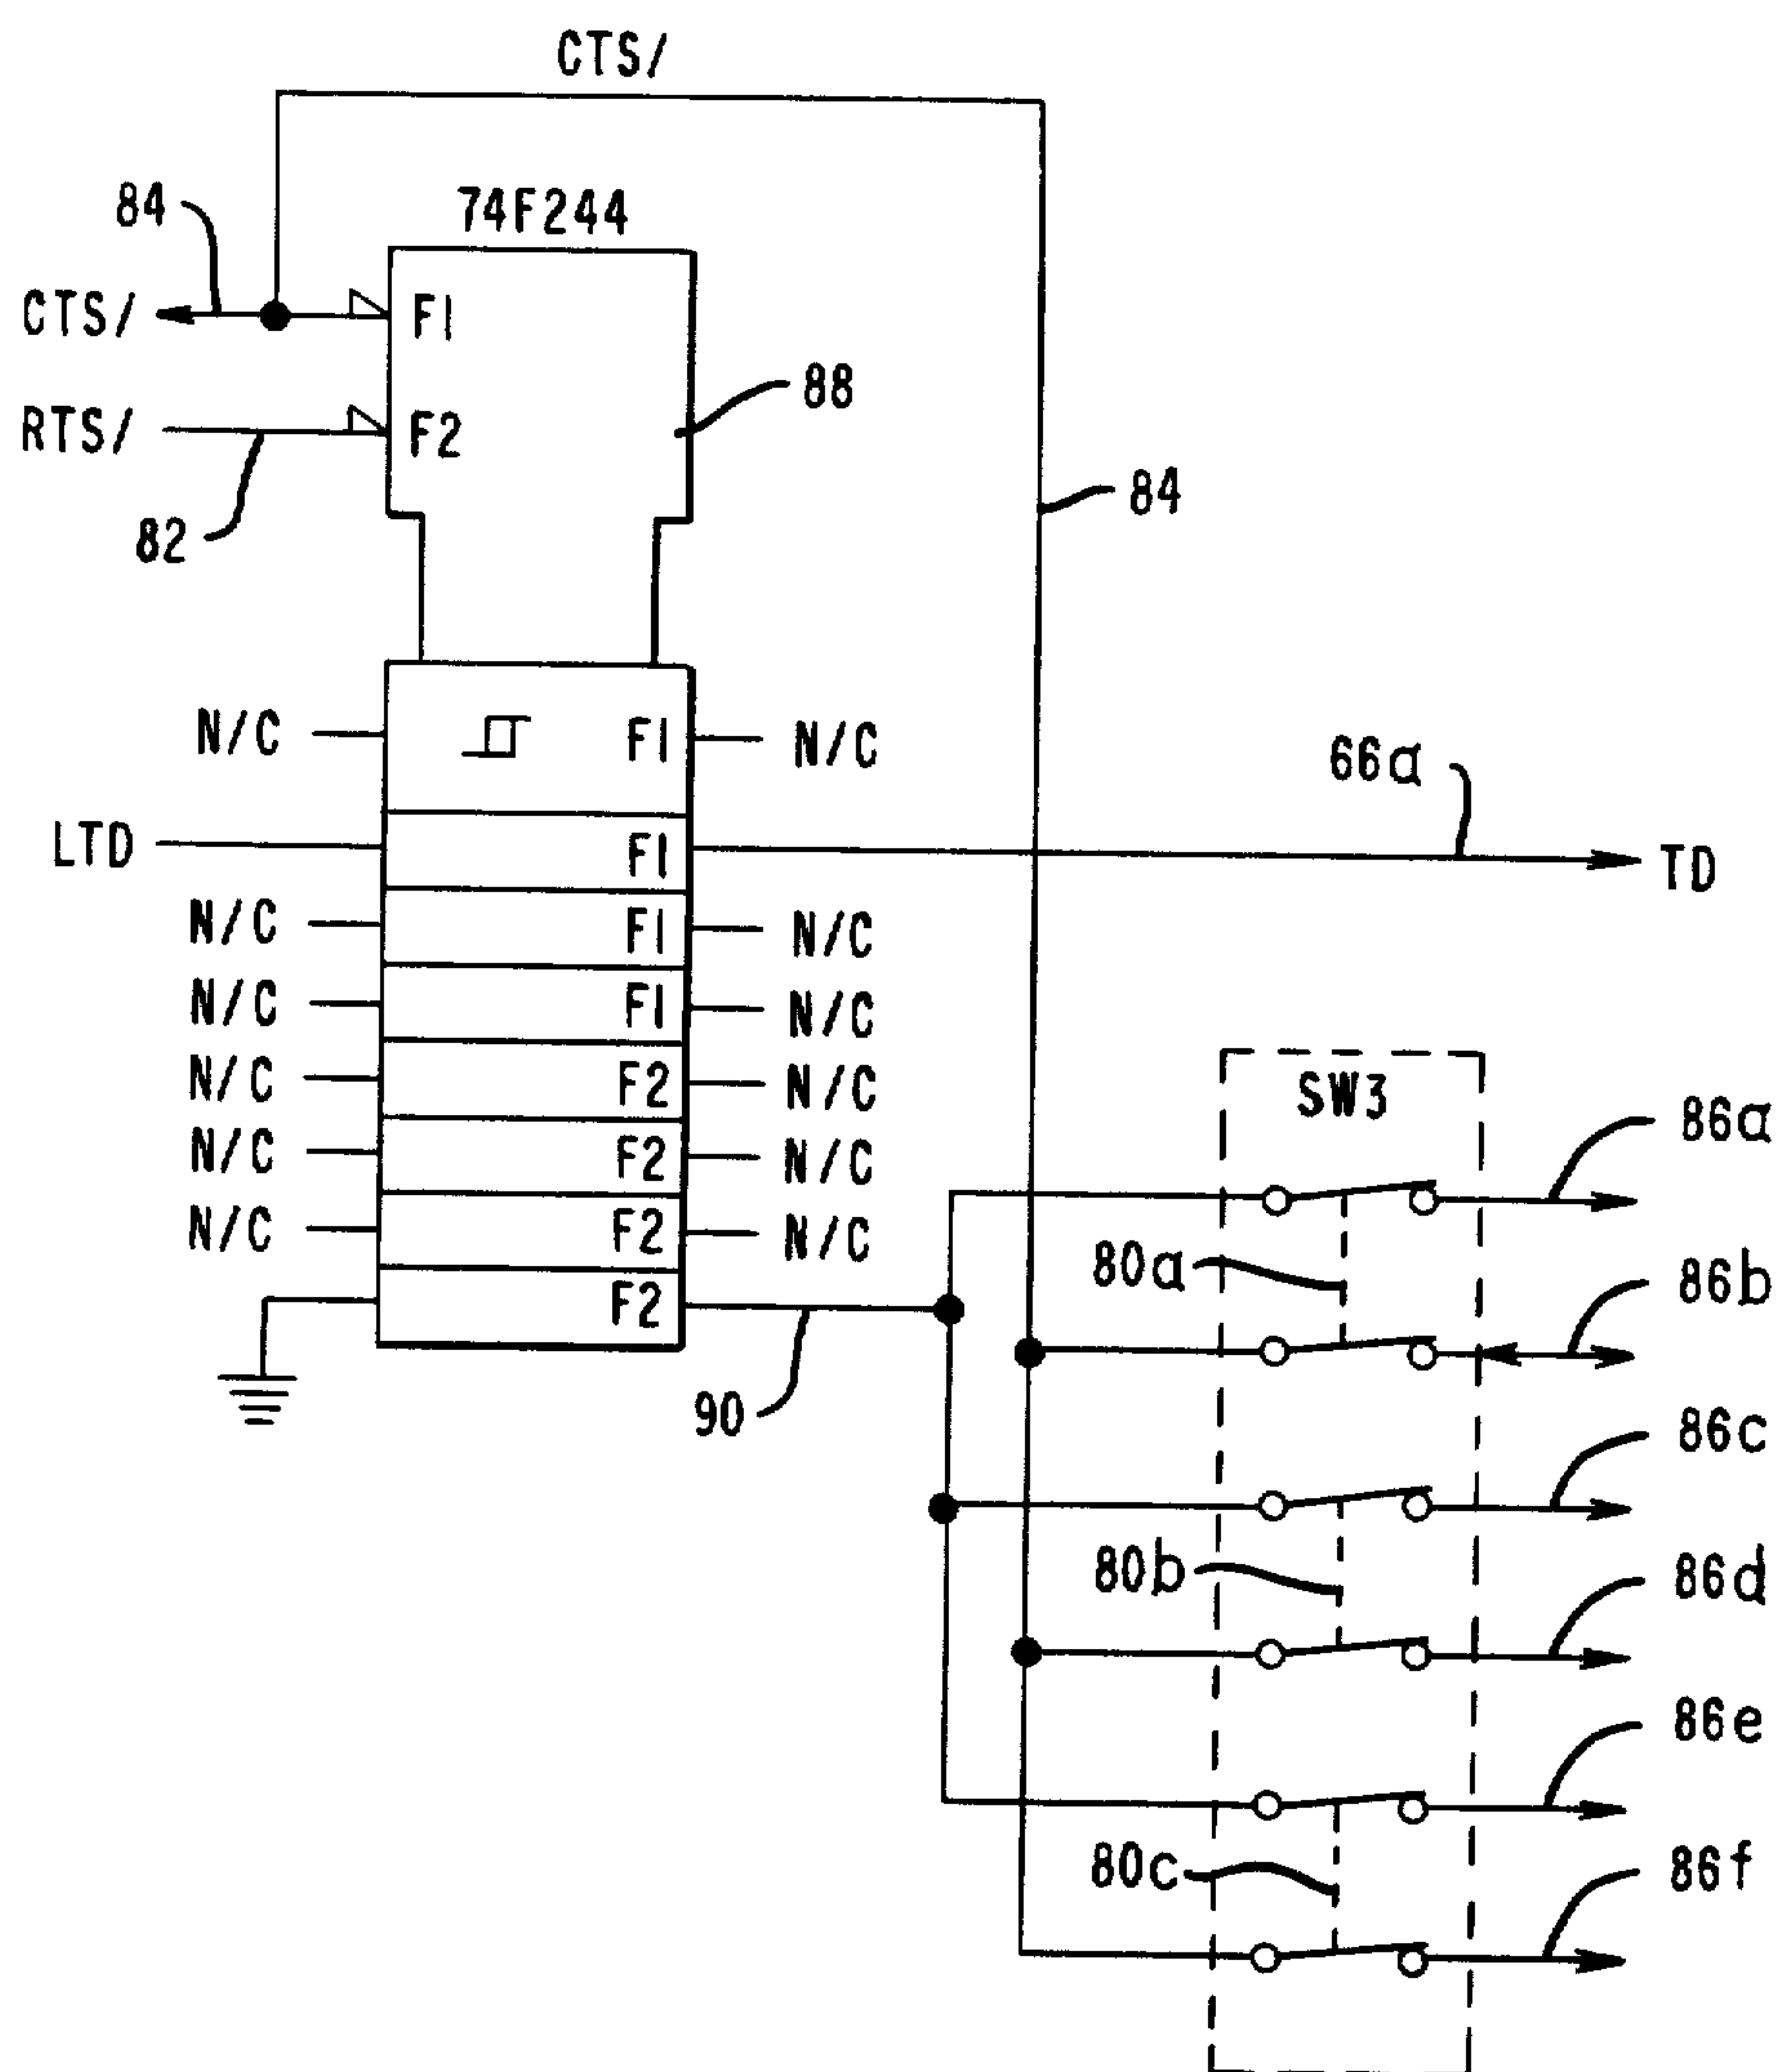 CTS/
84
74F244
CTS/
F1
RTS/
F2
88
82
84
N/C F1 N/C
66a
LTD F1 TD
N/C F1 N/C
N/C F1 N/C
N/C F2 N/C
N/C F2 N/C
N/C F2 N/C
F2
90
SW3
86a
80a
86b
86c
80b
86d
86e
80c
86f